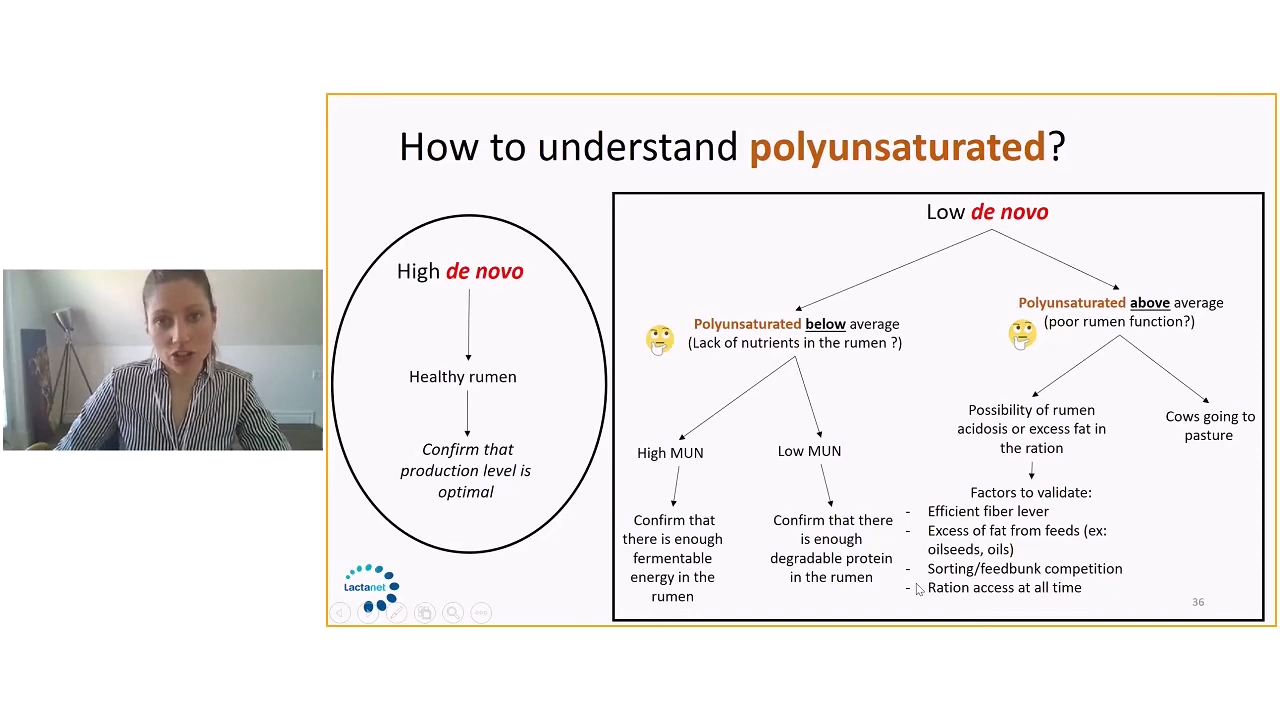 How to understand polyunsaturated?
High de novo
Healthy rumen
Confirm that
production level is
optimal
Low de novo
Polyunsaturated below average
(Lack of nutrients in the rumen ?)
High MUN
Confirm that
there is enough
fermentable
energy in the
rumen
Low MUN
Confirm that there
is enough
degradable protein
in the rumen
Polyunsaturated above average
(poor rumen function?)
Possibility of rumen
acidosis or excess fat in
the ration
Factors to validate:
- Efficient fiber lever
- Excess of fat from feeds (ex:
oilseeds, oils)
- Sorting/feedbunk competition
- Ration access at all time
Cows going to
pasture
Lactanet
36